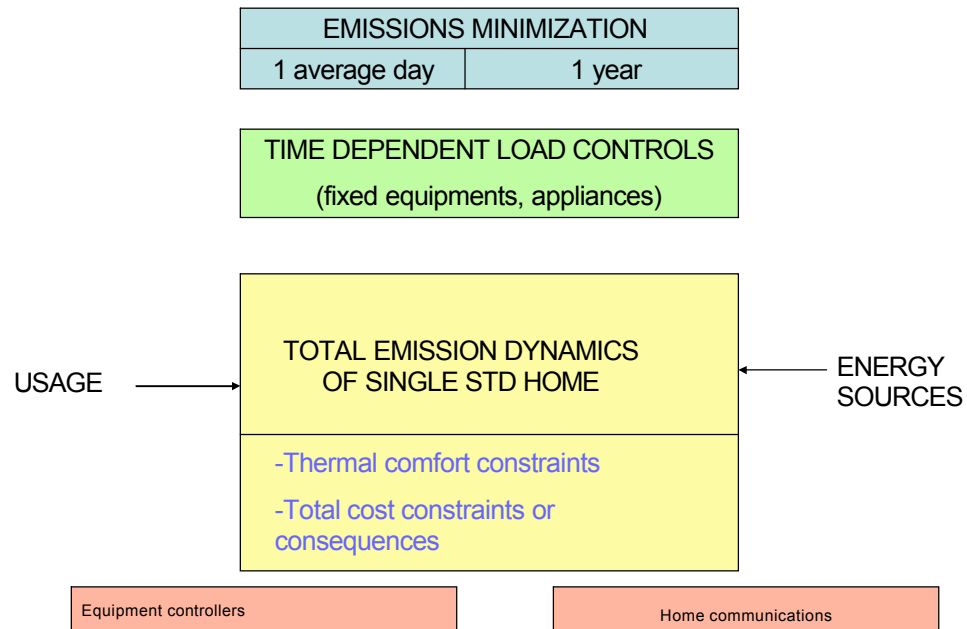 EMISSIONS MINIMIZATION
1 average day
1 year
TIME DEPENDENT LOAD CONTROLS
(fixed equipments, appliances)
TOTAL EMISSION DYNAMICS
OF SINGLE STD HOME
USAGE
ENERGY
SOURCES
-Thermal comfort constraints
-Total cost constraints or
consequences
Equipment controllers
Home communications